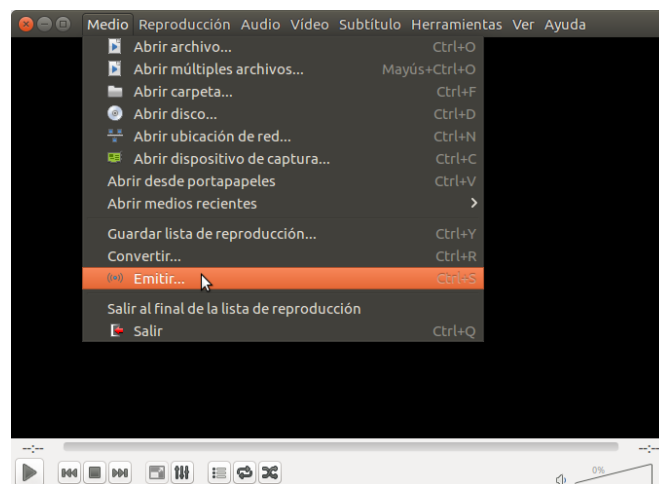 Medio Reproducción Audio Vídeo Subtítulo Herramientas Ver Ayuda
Abrir archivo... Ctrl+O
Abrir múltiples archivos... Mayús+Ctrl+O
Abrir carpeta... Ctrl+F
Abrir disco... Ctrl+D
Abrir ubicación de red... Ctrl+N
Abrir dispositivo de captura... Ctrl+C
Abrir desde portapapeles Ctrl+V
Abrir medios recientes
Guardar lista de reproducción... Ctrl+Y
Convertir... Ctrl+R
Emitir... Ctrl+S
Salir al final de la lista de reproducción
Salir Ctrl+Q
--:-- --:--
0%